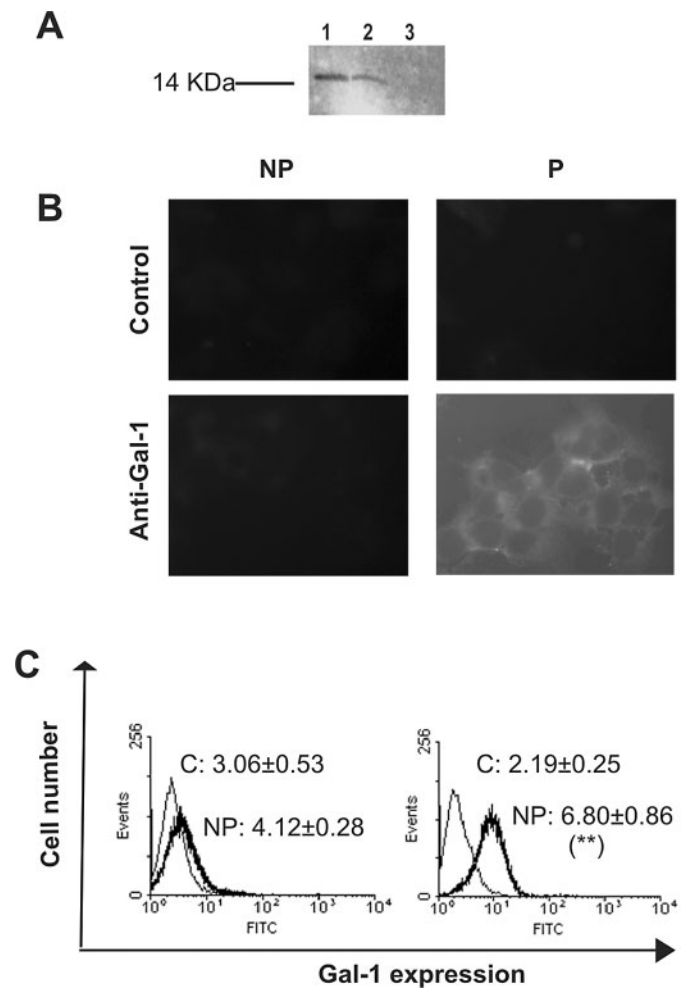 A
1 2 3
14 KDa
NP P
B
Control
Anti-Gal-1
C
Cell number
256
Events
0
C: 3.06±0.53
NP: 4.12±0.28
10⁰ 10¹ 10² 10³ 10⁴
FITC
256
Events
0
C: 2.19±0.25
NP: 6.80±0.86
(**)
10⁰ 10¹ 10² 10³ 10⁴
FITC
Gal-1 expression